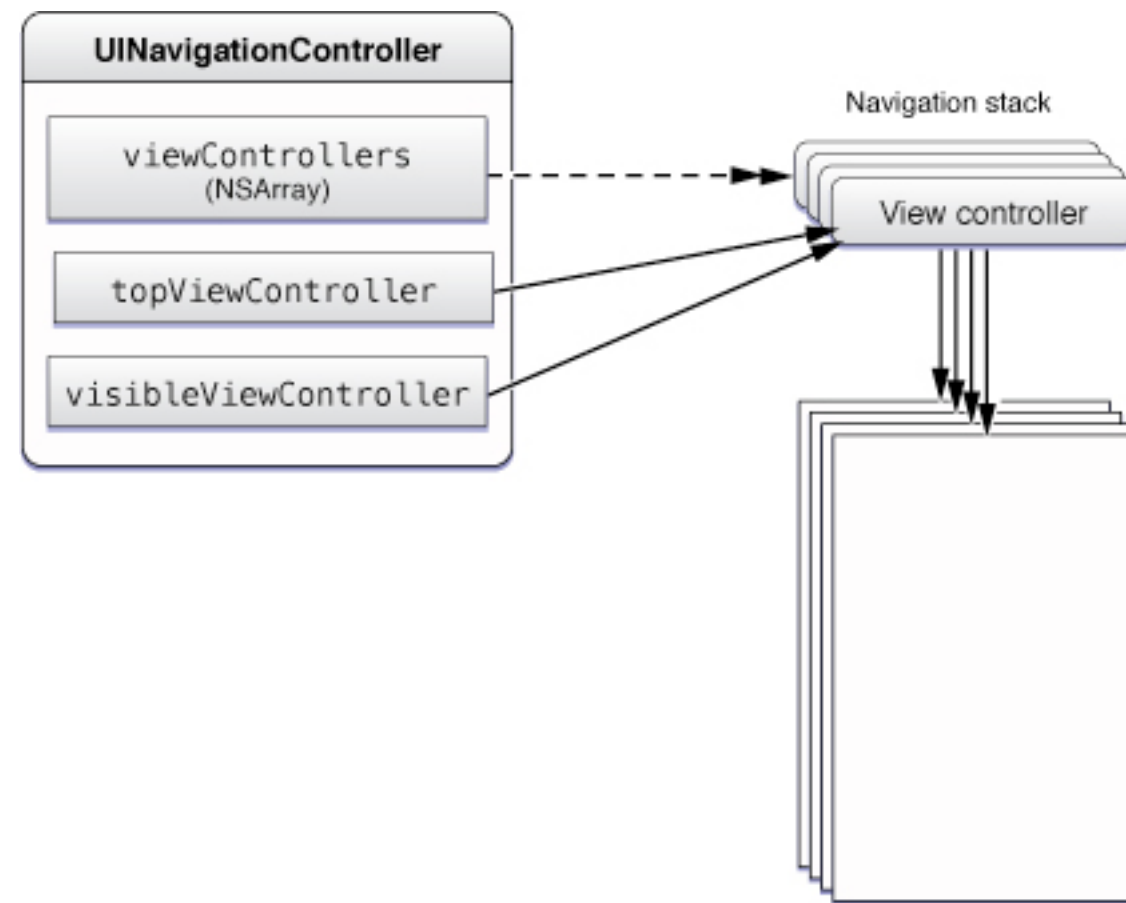 UINavigationController
viewControllers
(NSArray)
topViewController
visibleViewController
Navigation stack
View controller